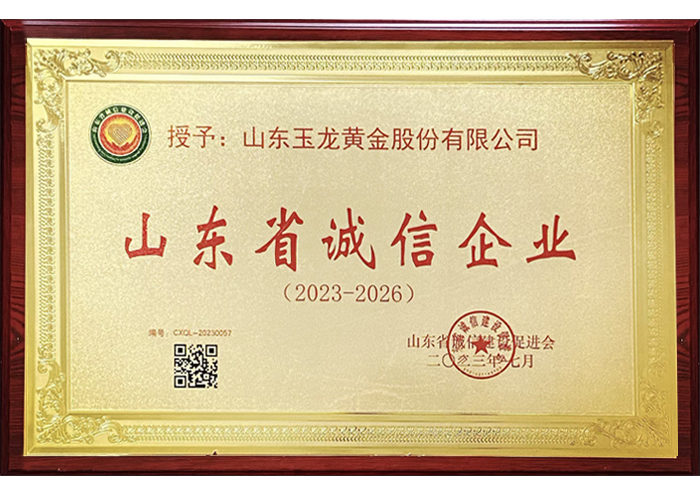 授予：山东玉龙黄金股份有限公司
山东省诚信企业
（2023-2026）
编号：CXQL-20230057
山东省诚信建设促进会
二〇二三年七月